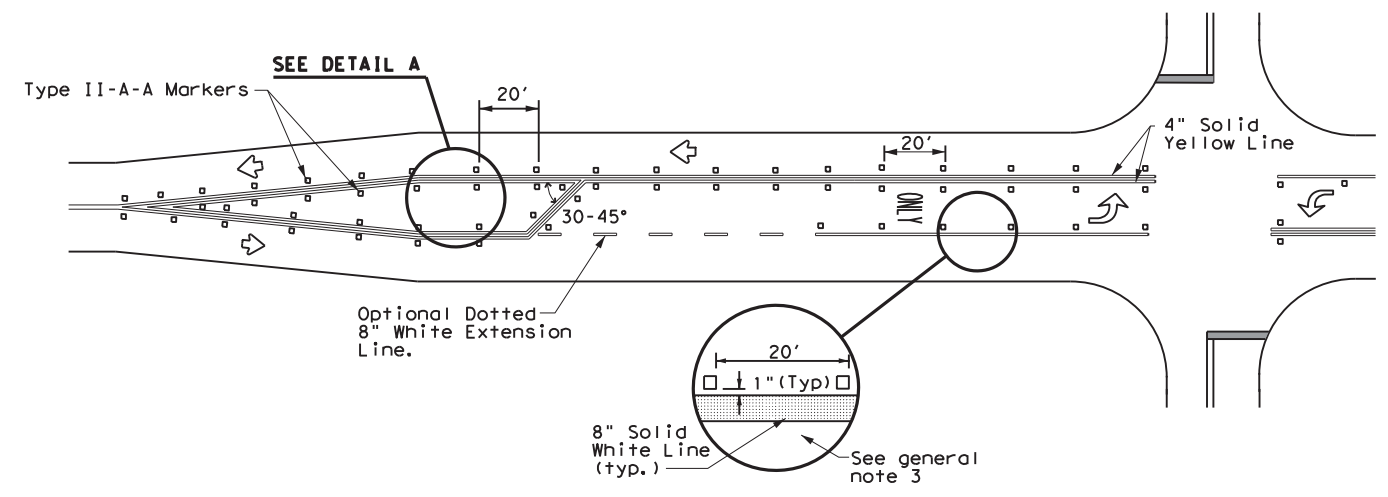 SEE DETAIL A
Type II-A-A Markers
20'
20'
4" Solid
Yellow Line
ONLY
30-45°
Optional Dotted
8" White Extension
Line.
20'
1"(Typ)
8" Solid
White Line
(typ.)
See general
note 3